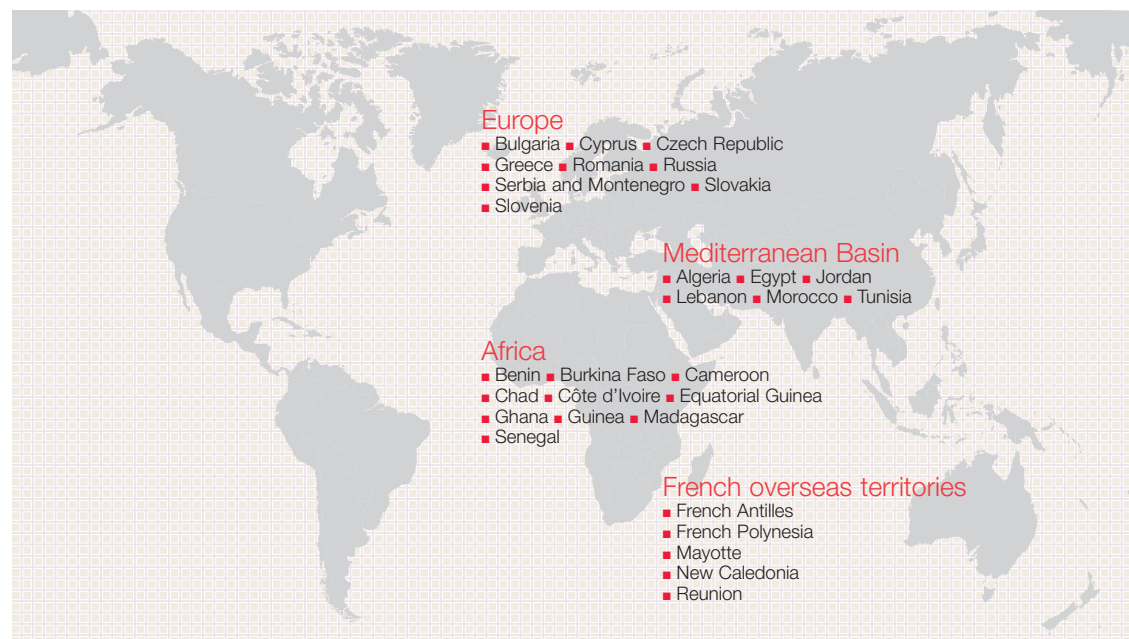 Europe
■ Bulgaria ■ Cyprus ■ Czech Republic
■ Greece ■ Romania ■ Russia
■ Serbia and Montenegro ■ Slovakia
■ Slovenia
Mediterranean Basin
■ Algeria ■ Egypt ■ Jordan
■ Lebanon ■ Morocco ■ Tunisia
Africa
■ Benin ■ Burkina Faso ■ Cameroon
■ Chad ■ Côte d'Ivoire ■ Equatorial Guinea
■ Ghana ■ Guinea ■ Madagascar
■ Senegal
French overseas territories
■ French Antilles
■ French Polynesia
■ Mayotte
■ New Caledonia
■ Reunion